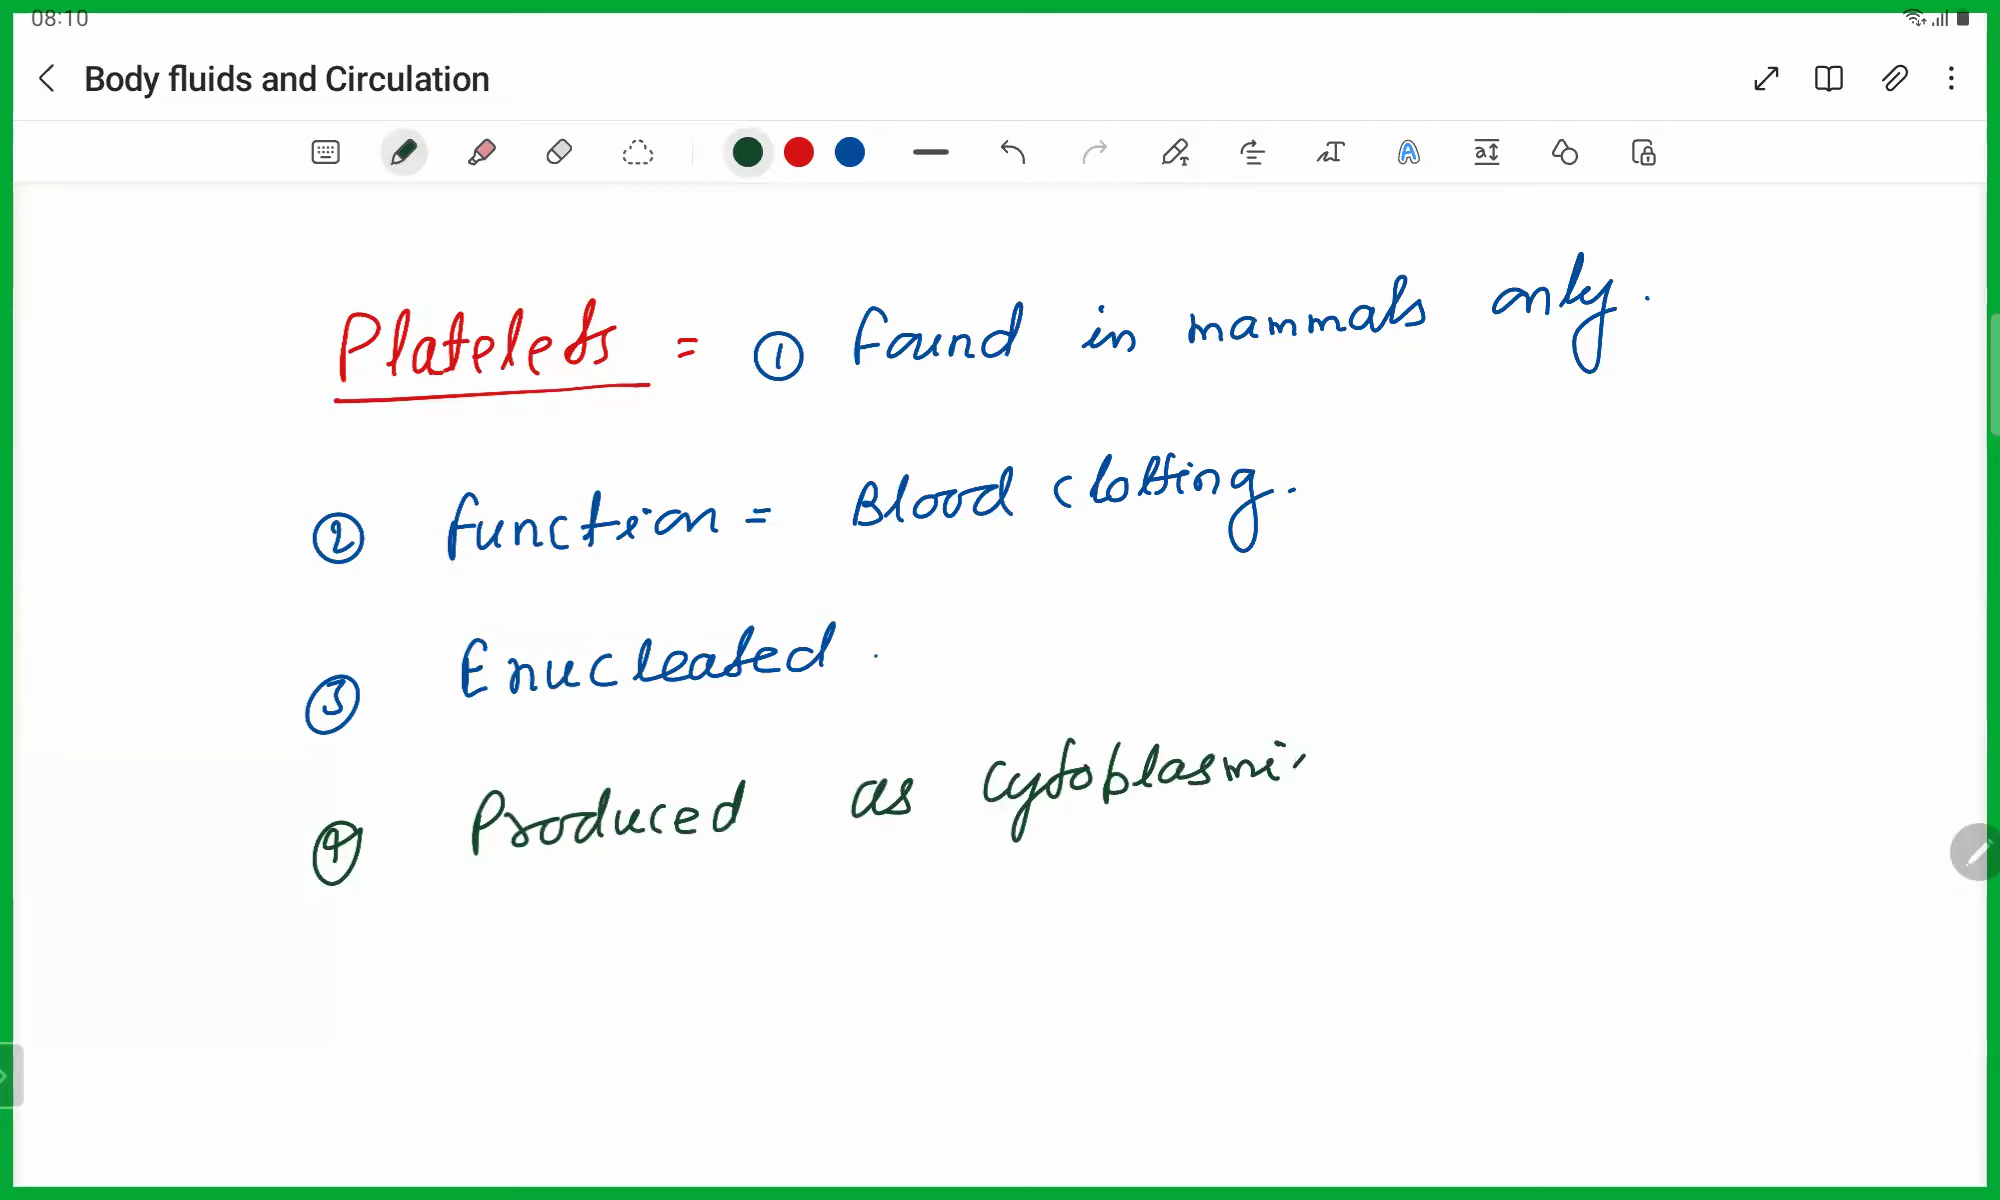 08:10
Body fluids and Circulation
Platelets = ① Found in mammals only.
② Function = Blood clotting.
③ Enucleated.
④ Produced as cytoplasmi